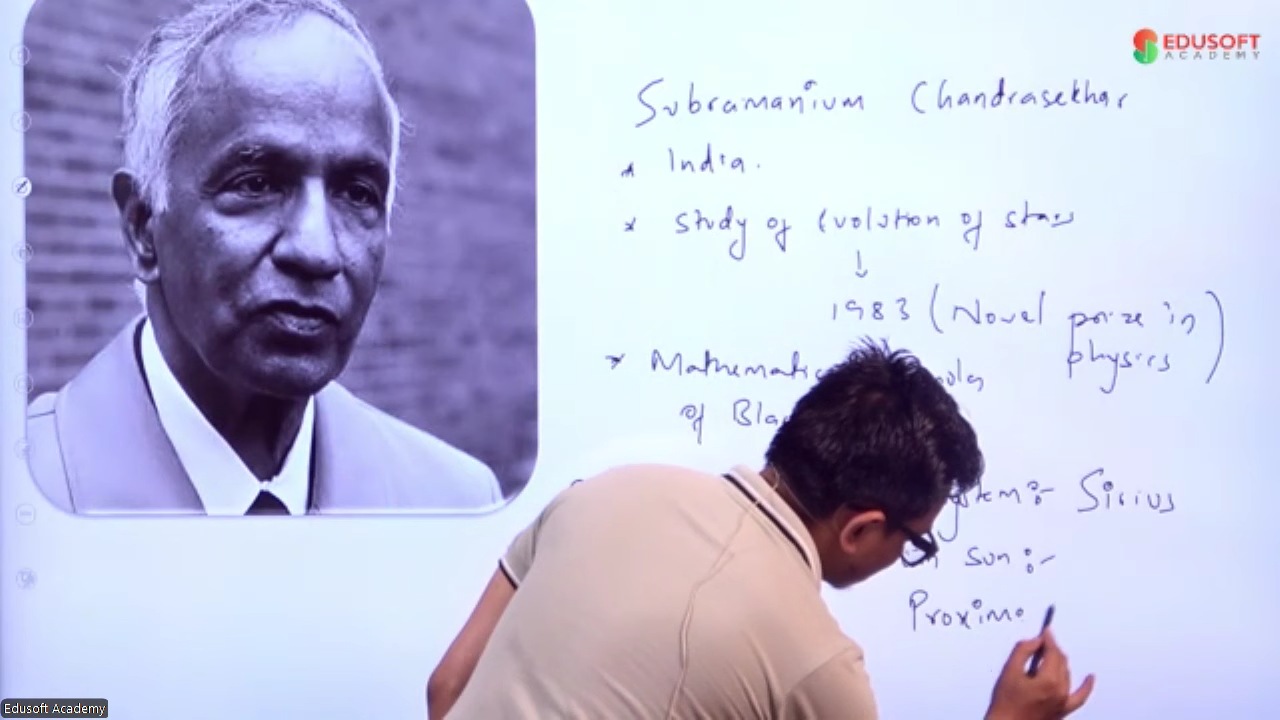 EDUSOFT
ACADEMY
Subramanium Chandrasekhar
* India.
* Study of Evolution of stars
↓
1983 (Novel prize in physics)
* Mathematic
of Bla
:- Sirius
sun :-
Proxima
Edusoft Academy